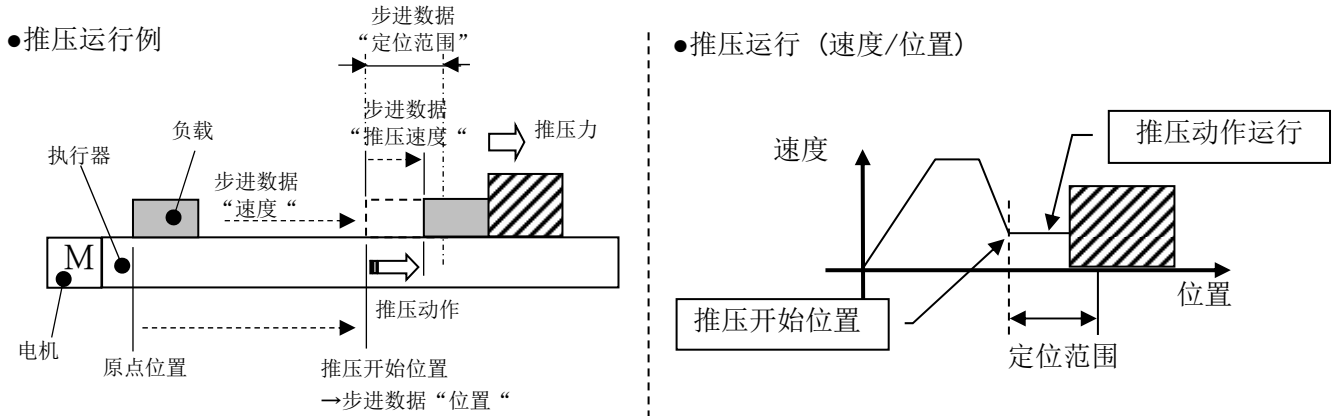 ●推压运行例
步进数据
“定位范围“
步进数据
“推压速度“
推压力
负载
执行器
步进数据
“速度“
M
推压动作
电机
原点位置
推压开始位置
→步进数据“位置“
●推压运行 (速度/位置)
速度
推压动作运行
推压开始位置
位置
定位范围